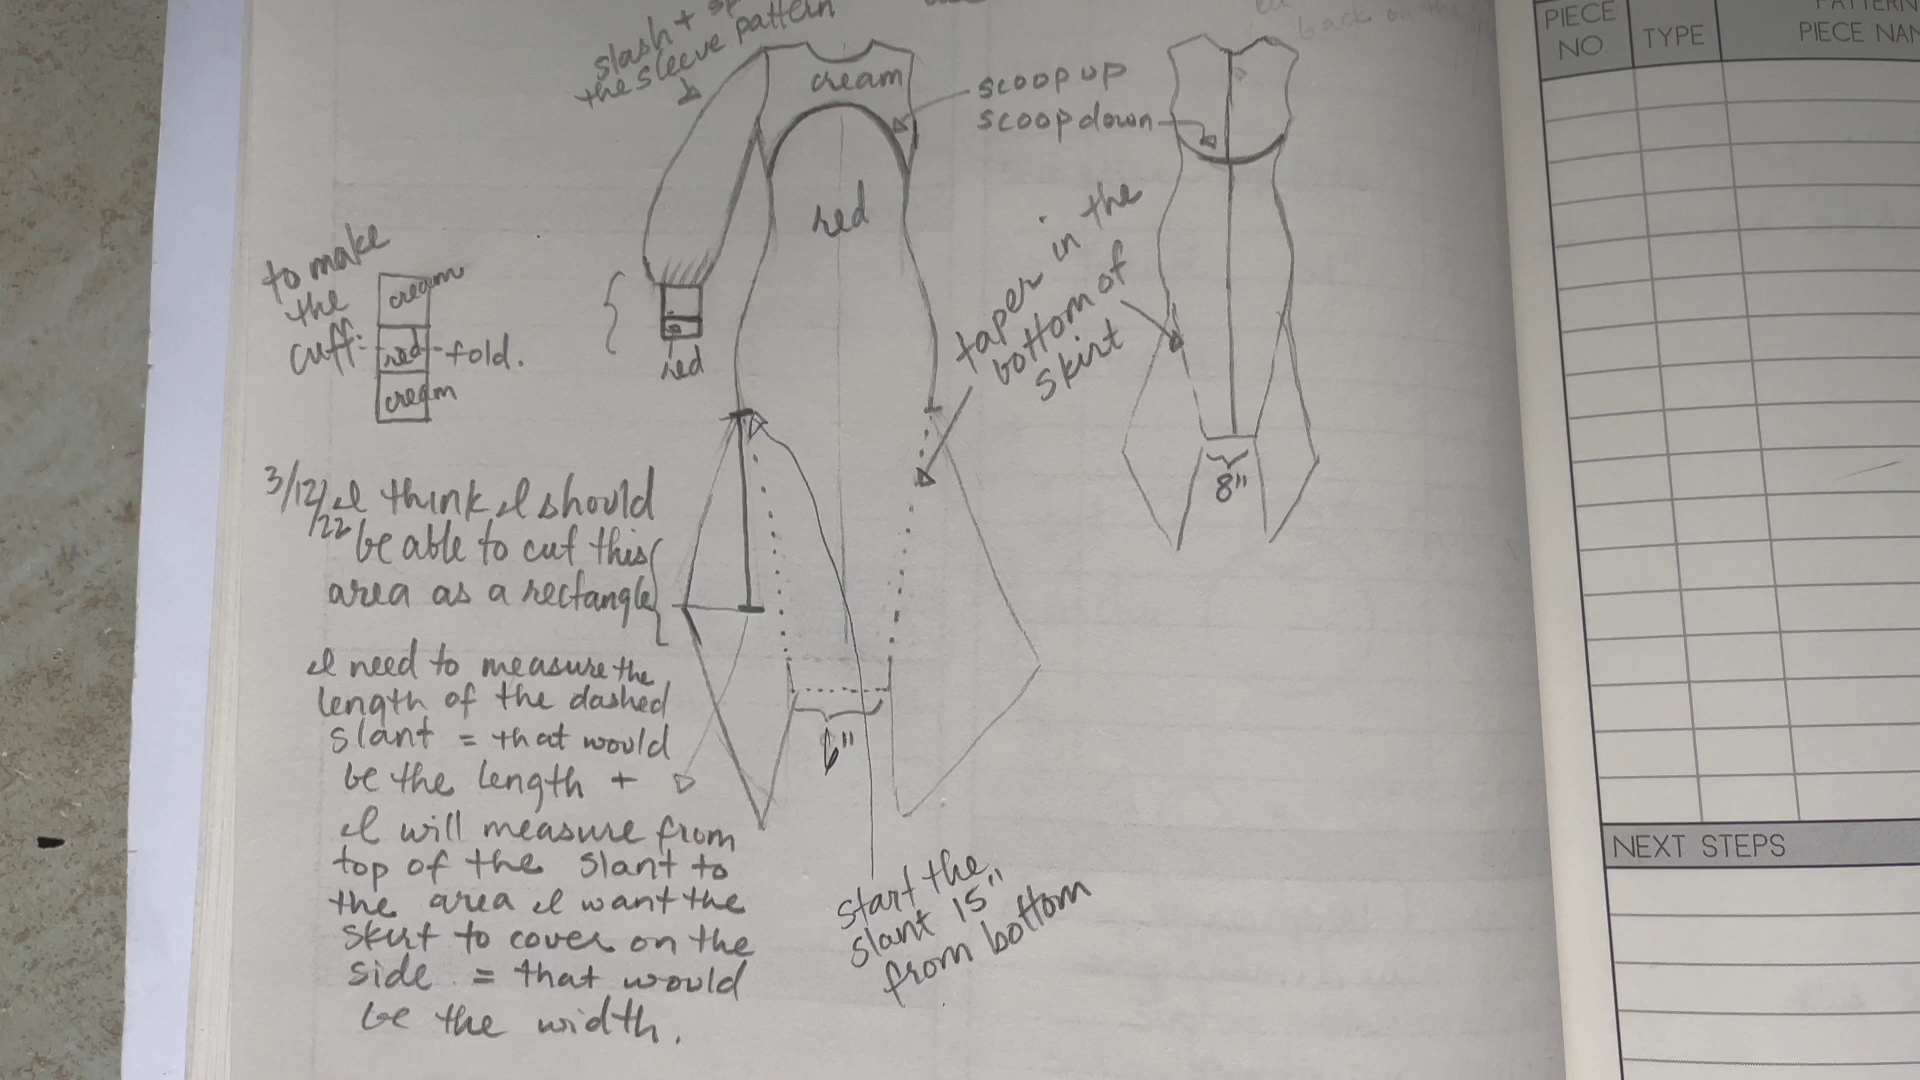 slash +
the sleeve pattern
cream
scoop up
scoop down
red
taper in the
bottom of
skirt
to make
the
cuff:
cream
red - fold.
cream
red
8"
3/12/22
I think I should
be able to cut this
area as a rectangle
I need to measure the
length of the dashed
slant = that would
be the length +
I will measure from
top of the slant to
the area I want the
skirt to cover on the
side = that would
be the width.
6"
start the
slant 15"
from bottom
back on the
PIECE
NO.
TYPE
PATTERN
PIECE NAM
NEXT STEPS